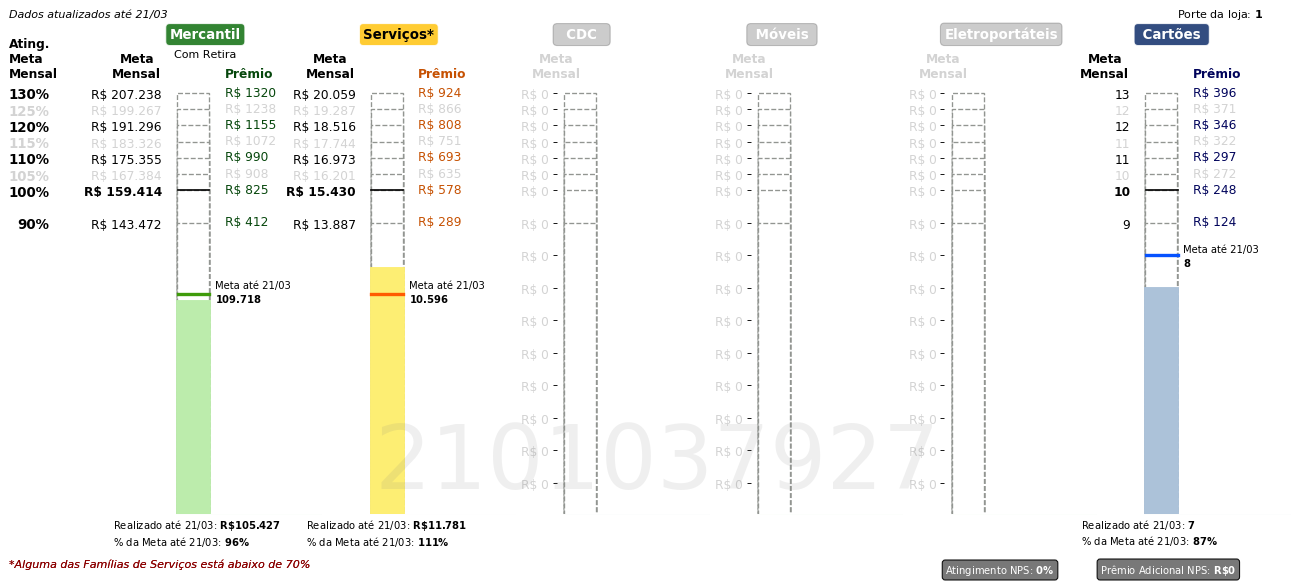 Dados atualizados até 21/03
Porte da loja: 1
Mercantil
Serviços*
CDC
Móveis
Eletroportáteis
Cartões
Ating. Meta Mensal
Com Retira
Meta Mensal
Prêmio
Meta Mensal
Prêmio
Meta Mensal
Meta Mensal
Meta Mensal
Meta Mensal
Prêmio
130% R$ 207.238 R$ 1320 R$ 20.059 R$ 924 R$ 0 R$ 0 R$ 0 13 R$ 396
125% R$ 199.267 R$ 1238 R$ 19.287 R$ 866 R$ 0 R$ 0 R$ 0 12 R$ 371
120% R$ 191.296 R$ 1155 R$ 18.516 R$ 808 R$ 0 R$ 0 R$ 0 12 R$ 346
115% R$ 183.326 R$ 1072 R$ 17.744 R$ 751 R$ 0 R$ 0 R$ 0 11 R$ 322
110% R$ 175.355 R$ 990 R$ 16.973 R$ 693 R$ 0 R$ 0 R$ 0 11 R$ 297
105% R$ 167.384 R$ 908 R$ 16.201 R$ 635 R$ 0 R$ 0 R$ 0 10 R$ 272
100% R$ 159.414 R$ 825 R$ 15.430 R$ 578 R$ 0 R$ 0 R$ 0 10 R$ 248
90% R$ 143.472 R$ 412 R$ 13.887 R$ 289 R$ 0 R$ 0 R$ 0 9 R$ 124
R$ 0 R$ 0 R$ 0 Meta até 21/03
8
R$ 0 R$ 0 R$ 0
Meta até 21/03 Meta até 21/03
109.718 10.596
R$ 0 R$ 0 R$ 0
R$ 0 R$ 0 R$ 0
R$ 0 R$ 0 R$ 0
R$ 0 R$ 0 R$ 0
R$ 0 R$ 0 R$ 0
R$ 0 R$ 0 R$ 0
2101037927
Realizado até 21/03: R$105.427
% da Meta até 21/03: 96%
Realizado até 21/03: R$11.781
% da Meta até 21/03: 111%
Realizado até 21/03: 7
% da Meta até 21/03: 87%
*Alguma das Famílias de Serviços está abaixo de 70%
Atingimento NPS: 0%
Prêmio Adicional NPS: R$0